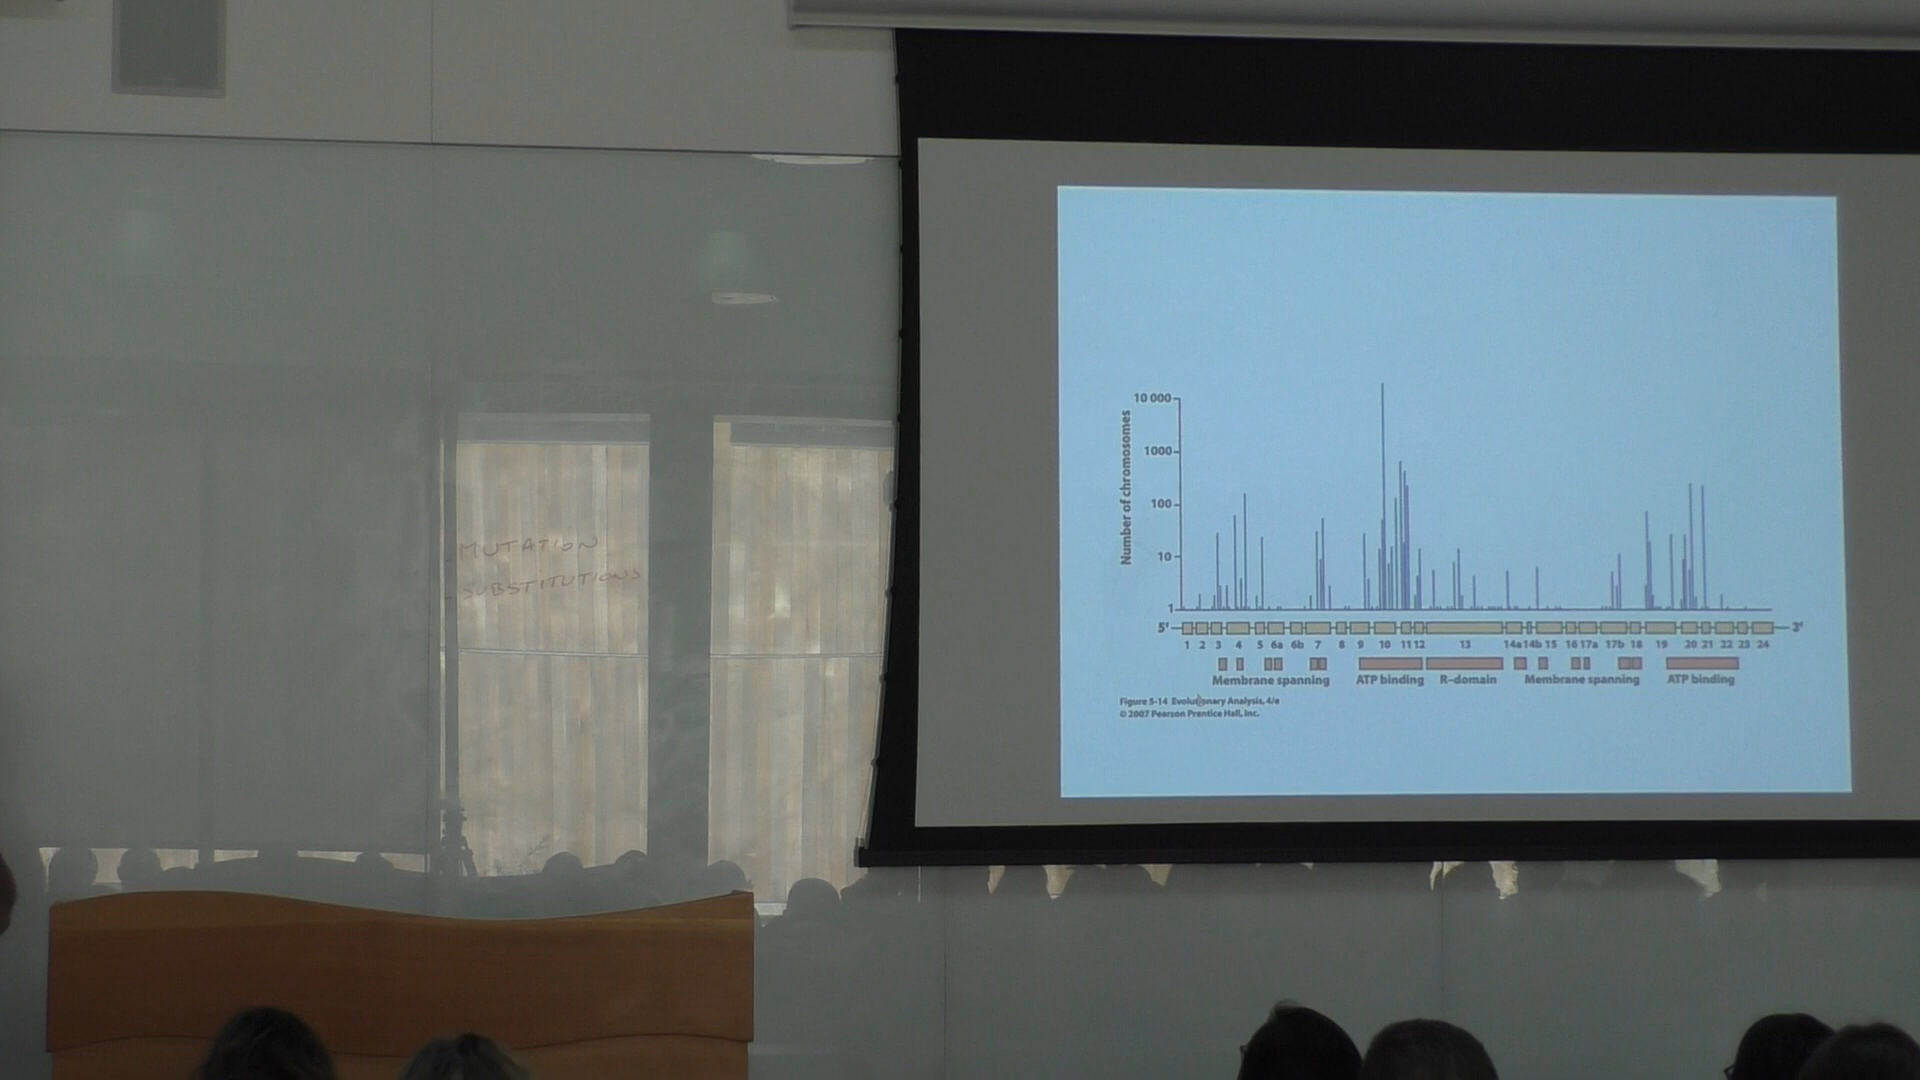 - MUTATION
- SUBSTITUTIONS
Number of chromosomes
10 000
1000
100
10
1
5' 3'
1 2 3 4 5 6a 6b 7 8 9 10 11 12 13 14a 14b 15 16 17a 17b 18 19 20 21 22 23 24
Membrane spanning ATP binding R-domain Membrane spanning ATP binding
Figure 5-14 Evolutionary Analysis, 4/e
© 2007 Pearson Prentice Hall, Inc.